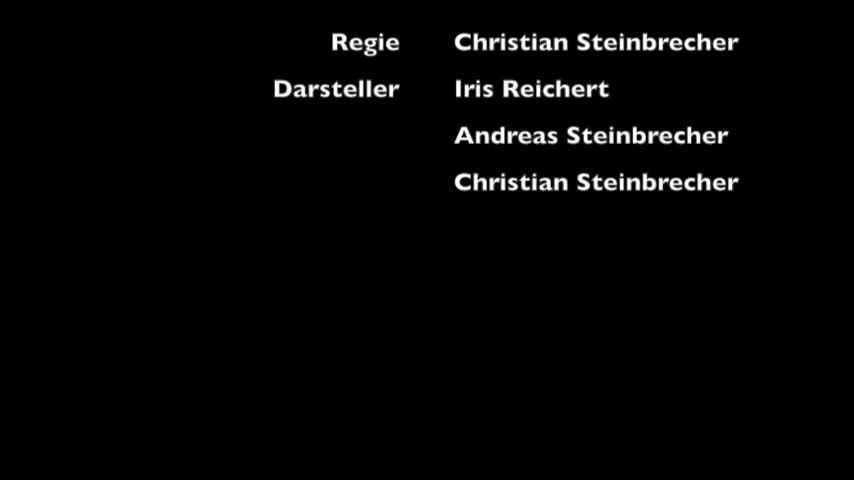 Regie Christian Steinbrecher
Darsteller Iris Reichert
Andreas Steinbrecher
Christian Steinbrecher